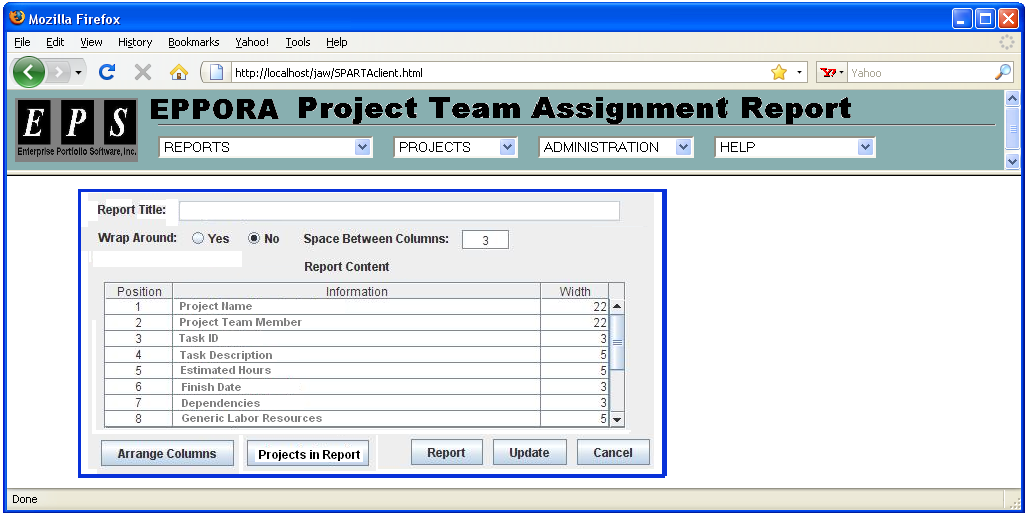 Mozilla Firefox
File Edit View History Bookmarks Yahoo! Tools Help
http://localhost/jaw/SPARTAclient.html Yahoo
EPS EPPORA Project Team Assignment Report
Enterprise Portfolio Software, Inc.
REPORTS PROJECTS ADMINISTRATION HELP
Report Title:
Wrap Around: Yes No Space Between Columns: 3
Report Content
Position Information Width
1 Project Name 22
2 Project Team Member 22
3 Task ID 3
4 Task Description 5
5 Estimated Hours 5
6 Finish Date 3
7 Dependencies 3
8 Generic Labor Resources 5
Arrange Columns Projects in Report Report Update Cancel
Done